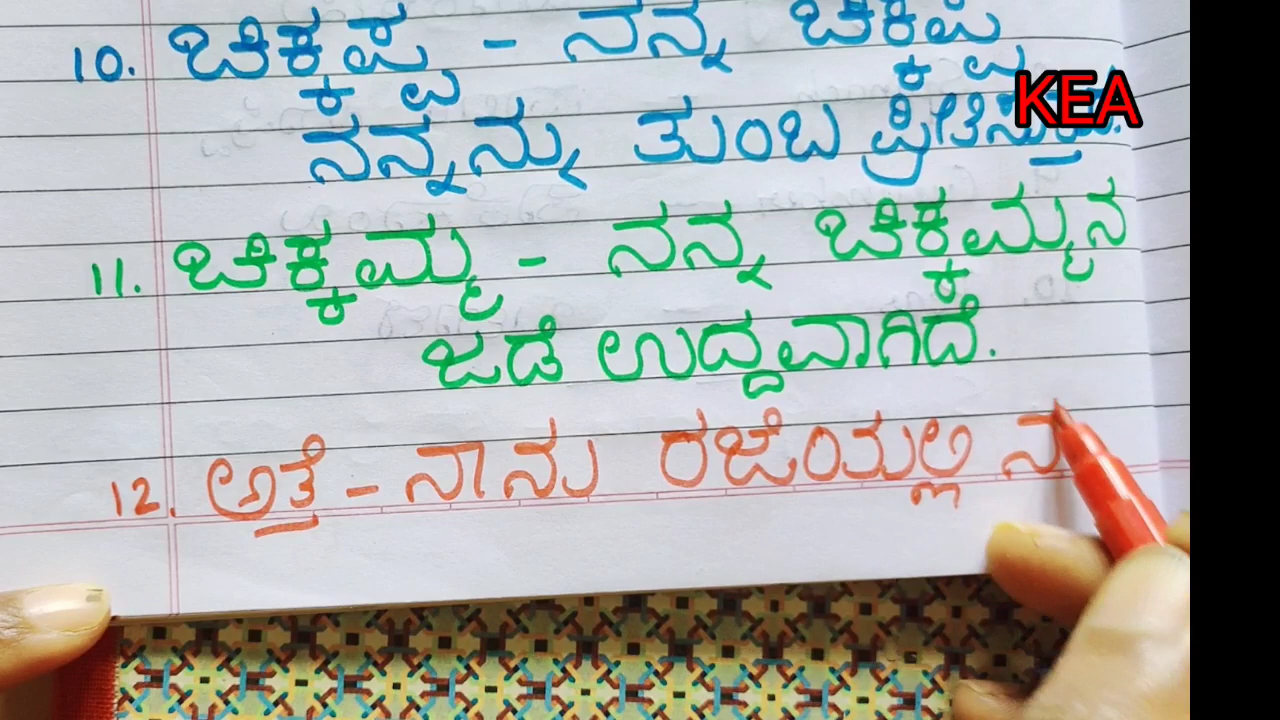 10. ಚಿಕ್ಕಪ್ಪ - ನನ್ನ ಚಿಕ್ಕಪ್ಪ
KEA
ನನ್ನನ್ನು ತುಂಬ
11. ಚಿಕ್ಕಮ್ಮ - ನನ್ನ ಚಿಕ್ಕಮ್ಮನ
ಜಡೆ ಉದ್ದವಾಗಿದೆ.
12. ಅತ್ತೆ - ನಾನು ರಜೆಯಲ್ಲಿ ನ